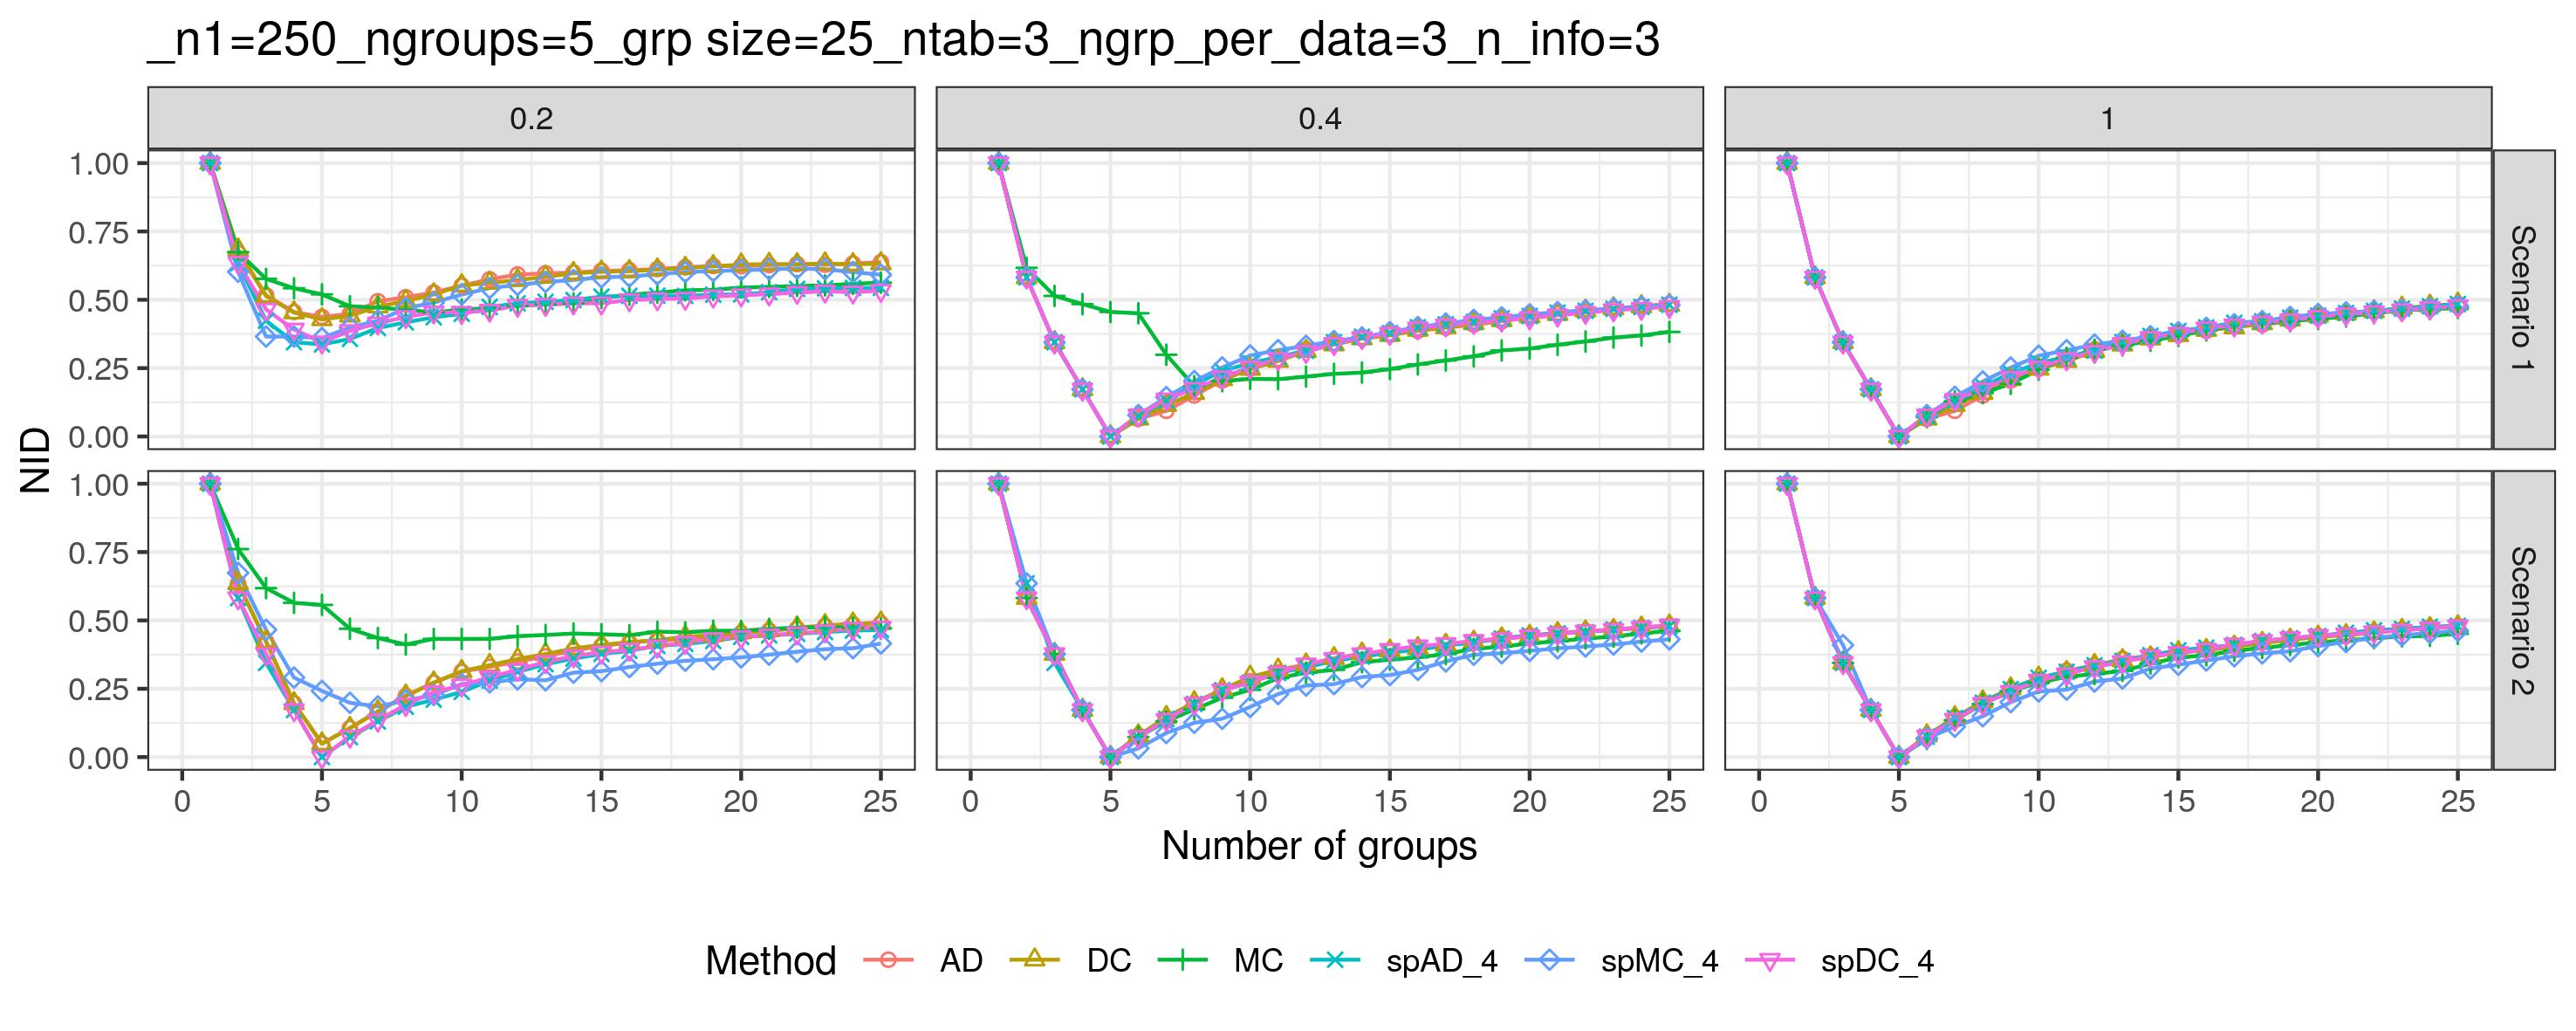 _n1=250_ngroups=5_grp size=25_ntab=3_ngrp_per_data=3_n_info=3
0.2 0.4 1
1.00
0.75
0.50
0.25
0.00
Scenario 1
NID
1.00
0.75
0.50
0.25
0.00
Scenario 2
0 5 10 15 20 25 0 5 10 15 20 25 0 5 10 15 20 25
Number of groups
Method AD DC MC spAD_4 spMC_4 spDC_4